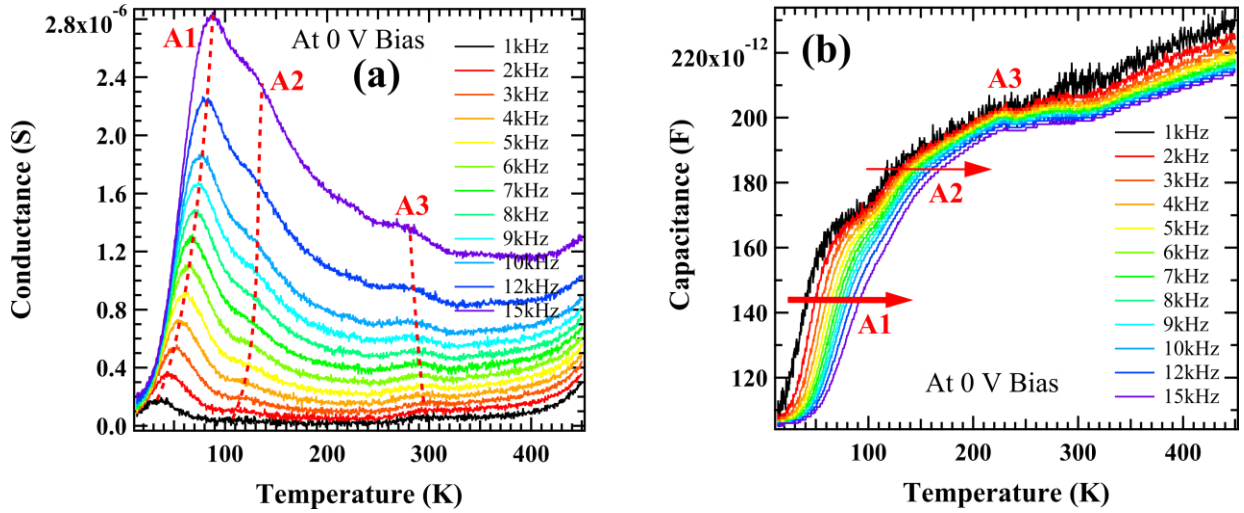 2.8x10⁻⁶
2.4
2.0
1.6
1.2
0.8
0.4
0.0
Conductance (S)
A1
At 0 V Bias
(a)
A2
A3
1kHz
2kHz
3kHz
4kHz
5kHz
6kHz
7kHz
8kHz
9kHz
10kHz
12kHz
15kHz
100
200
300
400
Temperature (K)
220x10⁻¹²
200
180
160
140
120
Capacitance (F)
(b)
A3
A2
A1
At 0 V Bias
1kHz
2kHz
3kHz
4kHz
5kHz
6kHz
7kHz
8kHz
9kHz
10kHz
12kHz
15kHz
100
200
300
400
Temperature (K)